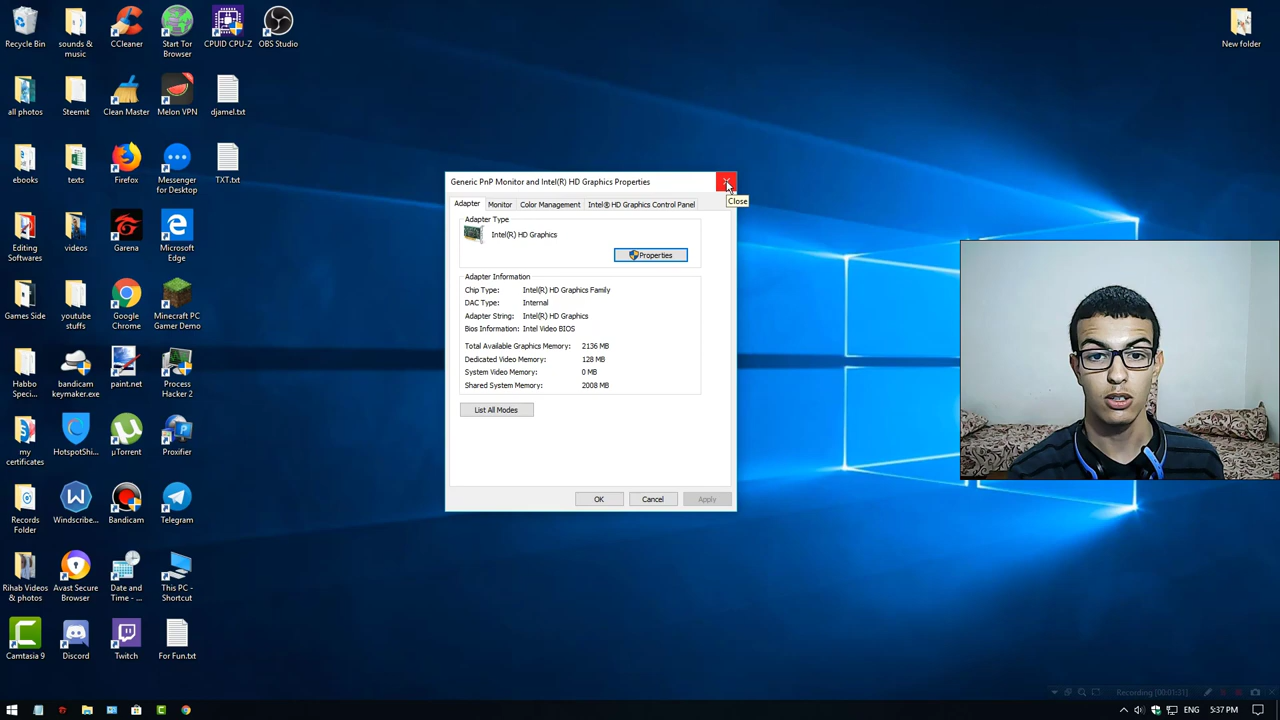 Recycle Bin
sounds &
music
CCleaner
Start Tor
Browser
CPUID CPU-Z
OBS Studio
New folder
all photos
Steemit
Clean Master
Melon VPN
djamel.txt
ebooks
texts
Firefox
Messenger
for Desktop
TXT.txt
Editing
Softwares
videos
Garena
Microsoft
Edge
Games Side
youtube
stuffs
Google
Chrome
Minecraft PC
Gamer Demo
Habbo
Speci...
bandicam
keymaker.exe
paint.net
Process
Hacker 2
my
certificates
HotspotShi...
µTorrent
Proxifier
Records
Folder
Windscribe...
Bandicam
Telegram
Rihab Videos
& photos
Avast Secure
Browser
Date and
Time - ...
This PC -
Shortcut
Camtasia 9
Discord
Twitch
For Fun.txt
Generic PnP Monitor and Intel(R) HD Graphics Properties
Close
Adapter Monitor Color Management Intel® HD Graphics Control Panel
Adapter Type
Intel(R) HD Graphics
Properties
Adapter Information
Chip Type: Intel(R) HD Graphics Family
DAC Type: Internal
Adapter String: Intel(R) HD Graphics
Bios Information: Intel Video BIOS
Total Available Graphics Memory: 2136 MB
Dedicated Video Memory: 128 MB
System Video Memory: 0 MB
Shared System Memory: 2008 MB
List All Modes
OK Cancel Apply
Recording [00:01:31]
ENG 5:37 PM